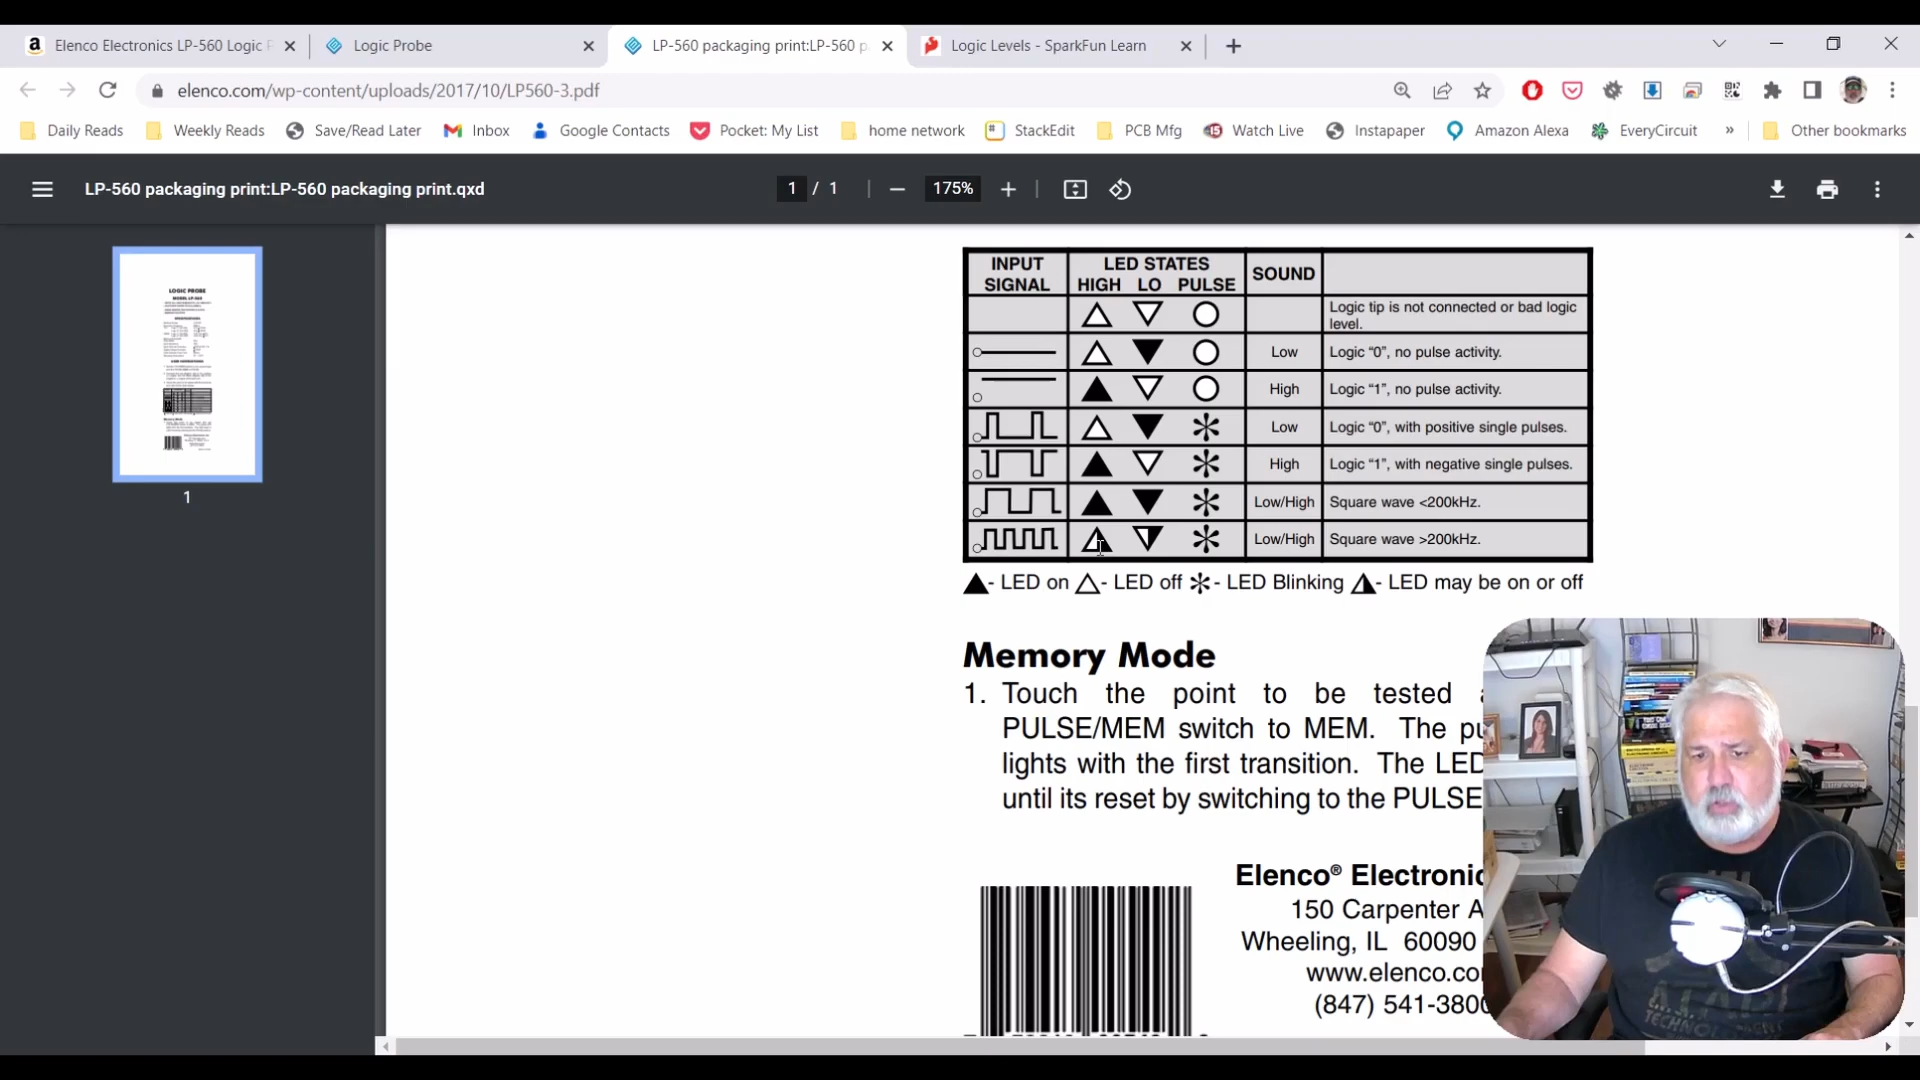 Elenco Electronics LP-560 Logic
Logic Probe
LP-560 packaging print:LP-560 p
Logic Levels - SparkFun Learn
elenco.com/wp-content/uploads/2017/10/LP560-3.pdf
Daily Reads
Weekly Reads
Save/Read Later
Inbox
Google Contacts
Pocket: My List
home network
StackEdit
PCB Mfg
Watch Live
Instapaper
Amazon Alexa
EveryCircuit
»
Other bookmarks
LP-560 packaging print:LP-560 packaging print.qxd
1 / 1
175%
1
INPUT SIGNAL
LED STATES
HIGH LO PULSE
SOUND
Logic tip is not connected or bad logic
level.
Low Logic “0”, no pulse activity.
High Logic “1”, no pulse activity.
Low Logic “0”, with positive single pulses.
High Logic “1”, with negative single pulses.
Low/High Square wave <200kHz.
Low/High Square wave >200kHz.
▲- LED on △- LED off ✻- LED Blinking ◮- LED may be on or off
Memory Mode
1. Touch the point to be tested
PULSE/MEM switch to MEM. The pu
lights with the first transition. The LED
until its reset by switching to the PULSE
Elenco® Electronic
150 Carpenter A
Wheeling, IL 60090
www.elenco.co
(847) 541-3800
ATARI